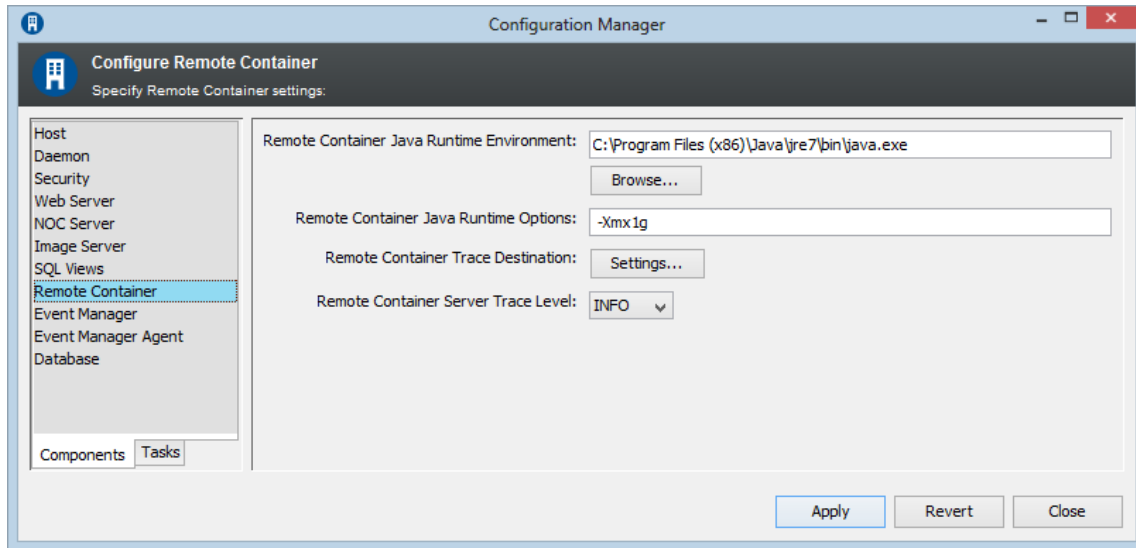 Configuration Manager
Configure Remote Container
Specify Remote Container settings:
Host
Daemon
Security
Web Server
NOC Server
Image Server
SQL Views
Remote Container
Event Manager
Event Manager Agent
Database
Components Tasks
Remote Container Java Runtime Environment: C:\Program Files (x86)\Java\jre7\bin\java.exe
Browse...
Remote Container Java Runtime Options: -Xmx1g
Remote Container Trace Destination: Settings...
Remote Container Server Trace Level: INFO
Apply Revert Close